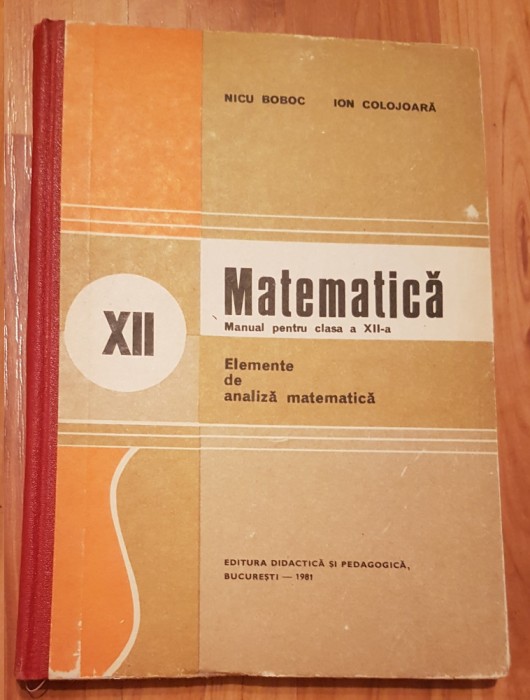 NICU BOBOC ION COLOJOARĂ
Matematică
Manual pentru clasa a XII-a
XII
Elemente
de
analiză matematică
EDITURA DIDACTICĂ ȘI PEDAGOGICĂ,
BUCUREȘTI — 1981